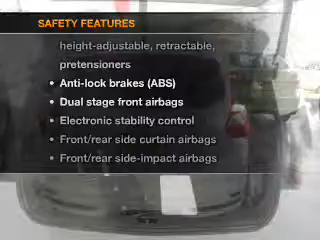 SAFETY FEATURES
height-adjustable, retractable,
pretensioners
• Anti-lock brakes (ABS)
• Dual stage front airbags
• Electronic stability control
• Front/rear side curtain airbags
• Front/rear side-impact airbags